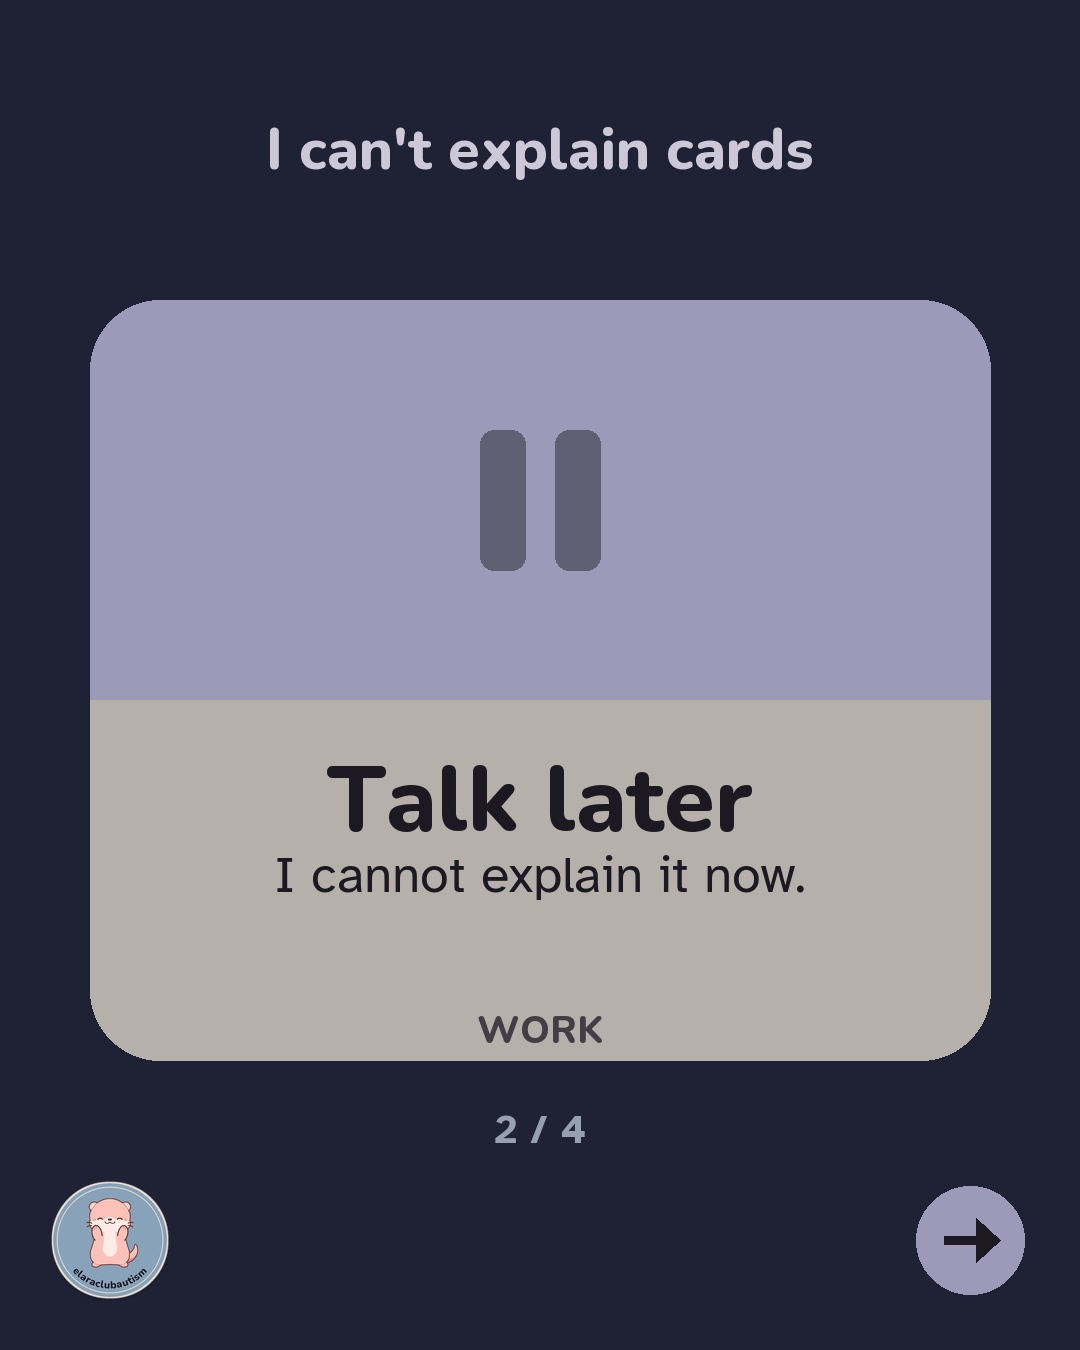 I can't explain cards
Talk later
I cannot explain it now.
WORK
2 / 4
elaraclubautism